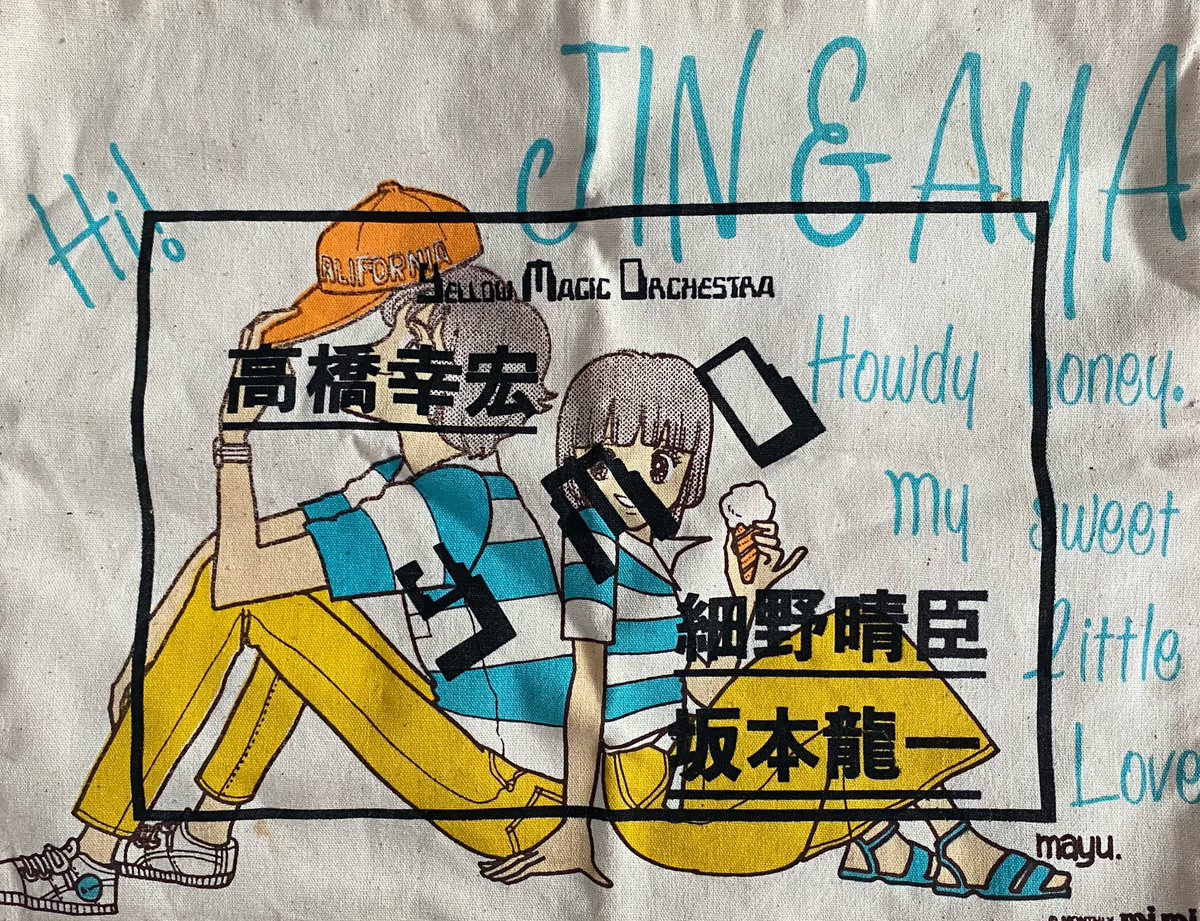 JIN & AYA
Hi!
CALIFORNIA
YELLOW MAGIC ORCHESTRA
高橋幸宏
Howdy honey.
my sweet
Little
Love
Y M O
細野晴臣
坂本龍一
mayu.